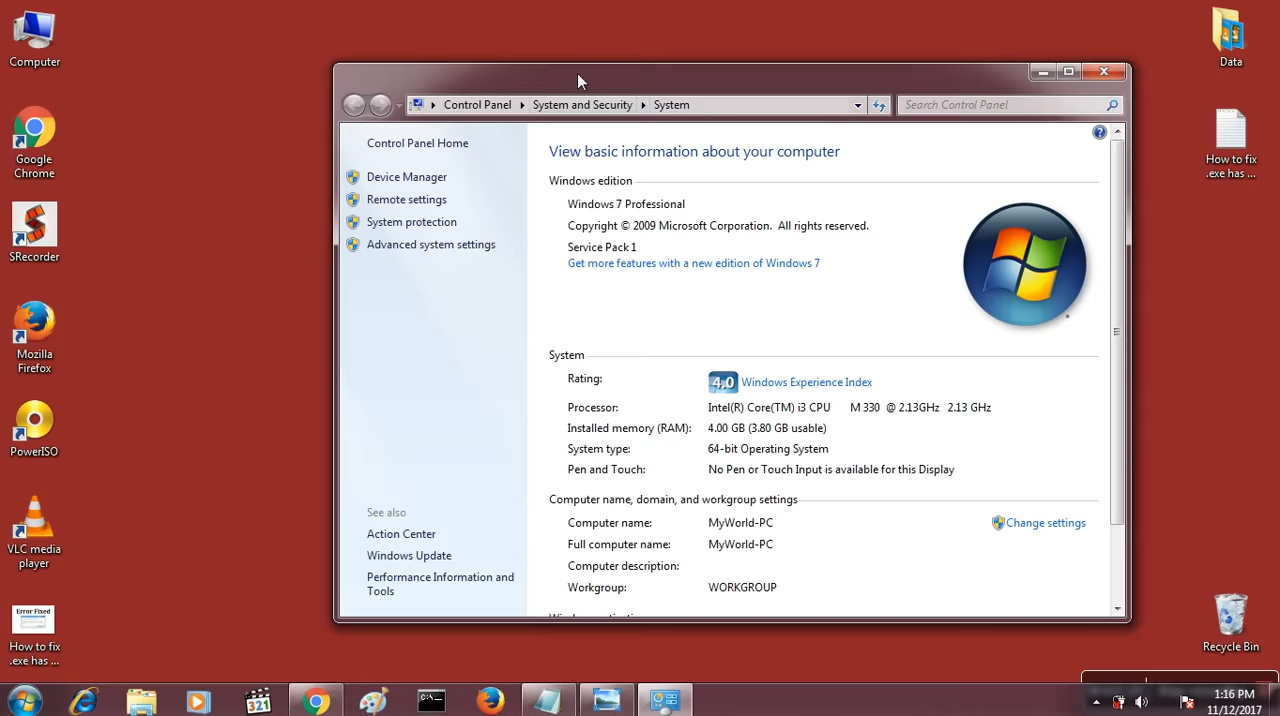 Computer
Google
Chrome
SRecorder
Mozilla
Firefox
PowerISO
VLC media
player
Error Fixed
How to fix
.exe has ...
Data
How to fix
.exe has ...
Recycle Bin
Control Panel
System and Security
System
Search Control Panel
Control Panel Home
Device Manager
Remote settings
System protection
Advanced system settings
See also
Action Center
Windows Update
Performance Information and
Tools
View basic information about your computer
Windows edition
Windows 7 Professional
Copyright © 2009 Microsoft Corporation. All rights reserved.
Service Pack 1
Get more features with a new edition of Windows 7
System
Rating: 4.0 Windows Experience Index
Processor: Intel(R) Core(TM) i3 CPU M 330 @ 2.13GHz 2.13 GHz
Installed memory (RAM): 4.00 GB (3.80 GB usable)
System type: 64-bit Operating System
Pen and Touch: No Pen or Touch Input is available for this Display
Computer name, domain, and workgroup settings
Computer name: MyWorld-PC Change settings
Full computer name: MyWorld-PC
Computer description:
Workgroup: WORKGROUP
321
1:16 PM
11/12/2017